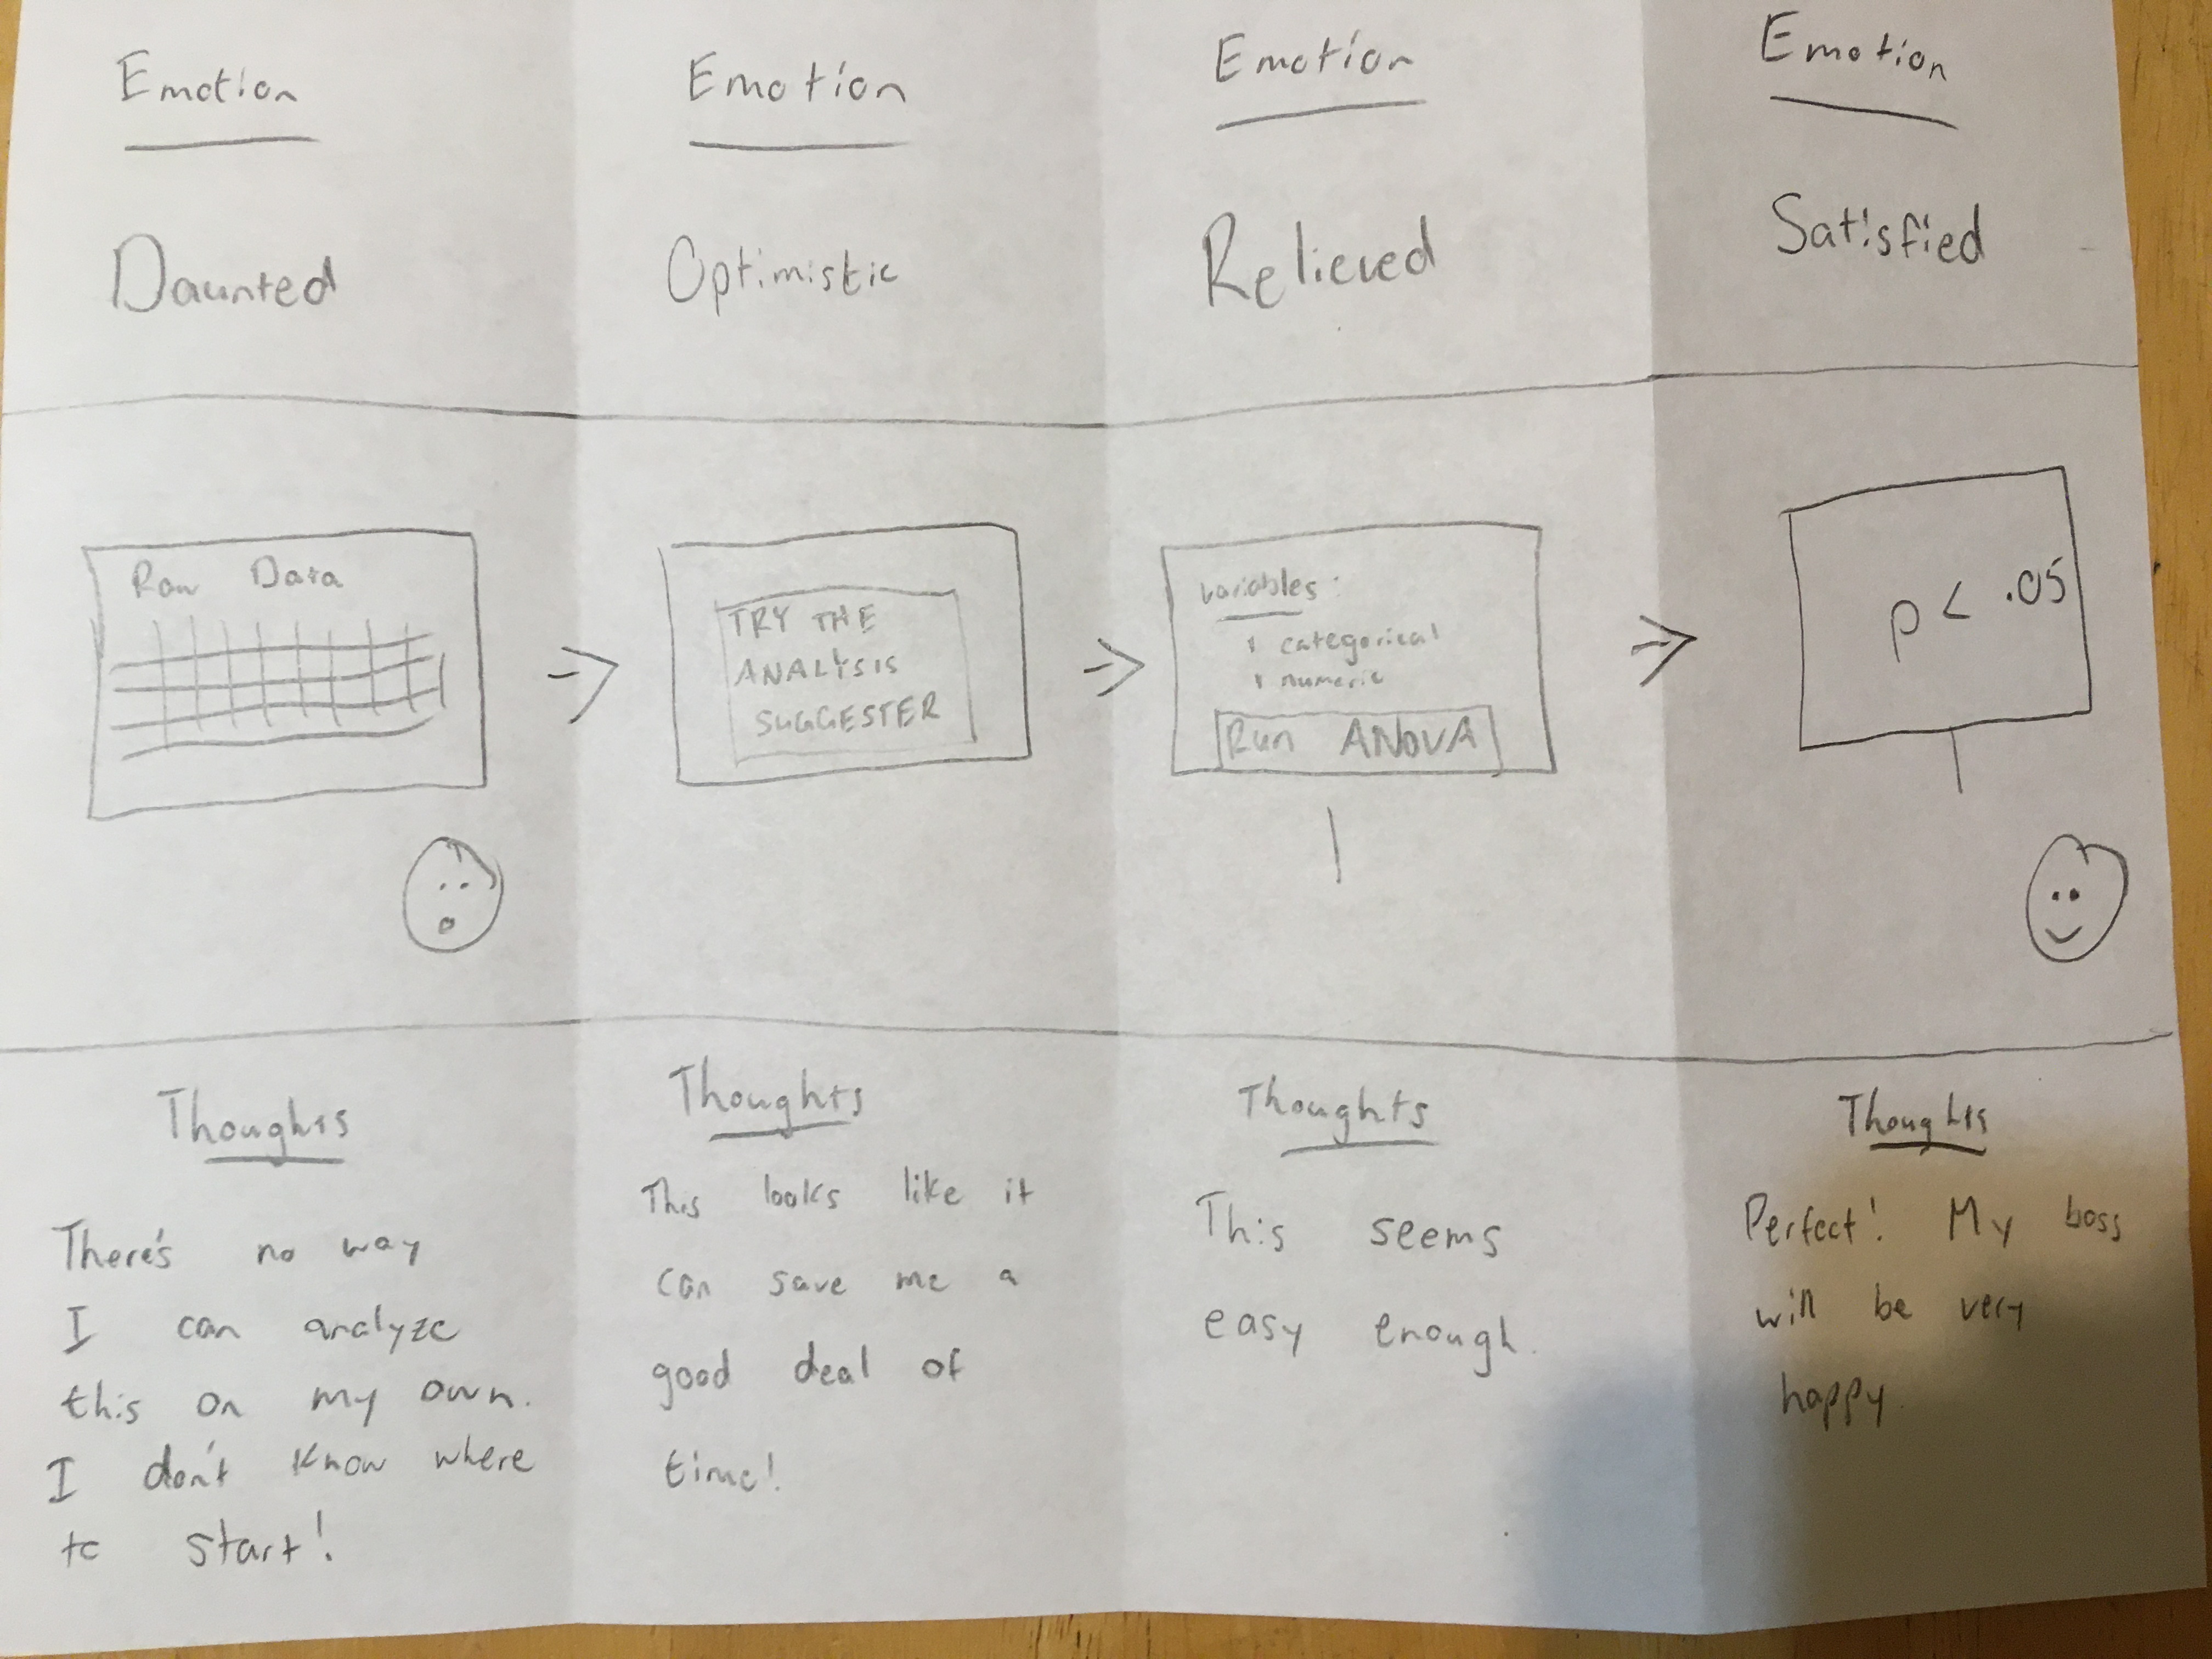 Emotion
Daunted
Emotion
Optimistic
Emotion
Relieved
Emotion
Satisfied
Raw Data
TRY THE
ANALYSIS
SUGGESTER
variables:
1 categorical
1 numeric
Run ANOVA
p < .05
Thoughts
There's no way
I can analyze
this on my own.
I don't know where
to start!
Thoughts
This looks like it
can save me a
good deal of
time!
Thoughts
This seems
easy enough.
Thoughts
Perfect! My boss
will be very
happy.